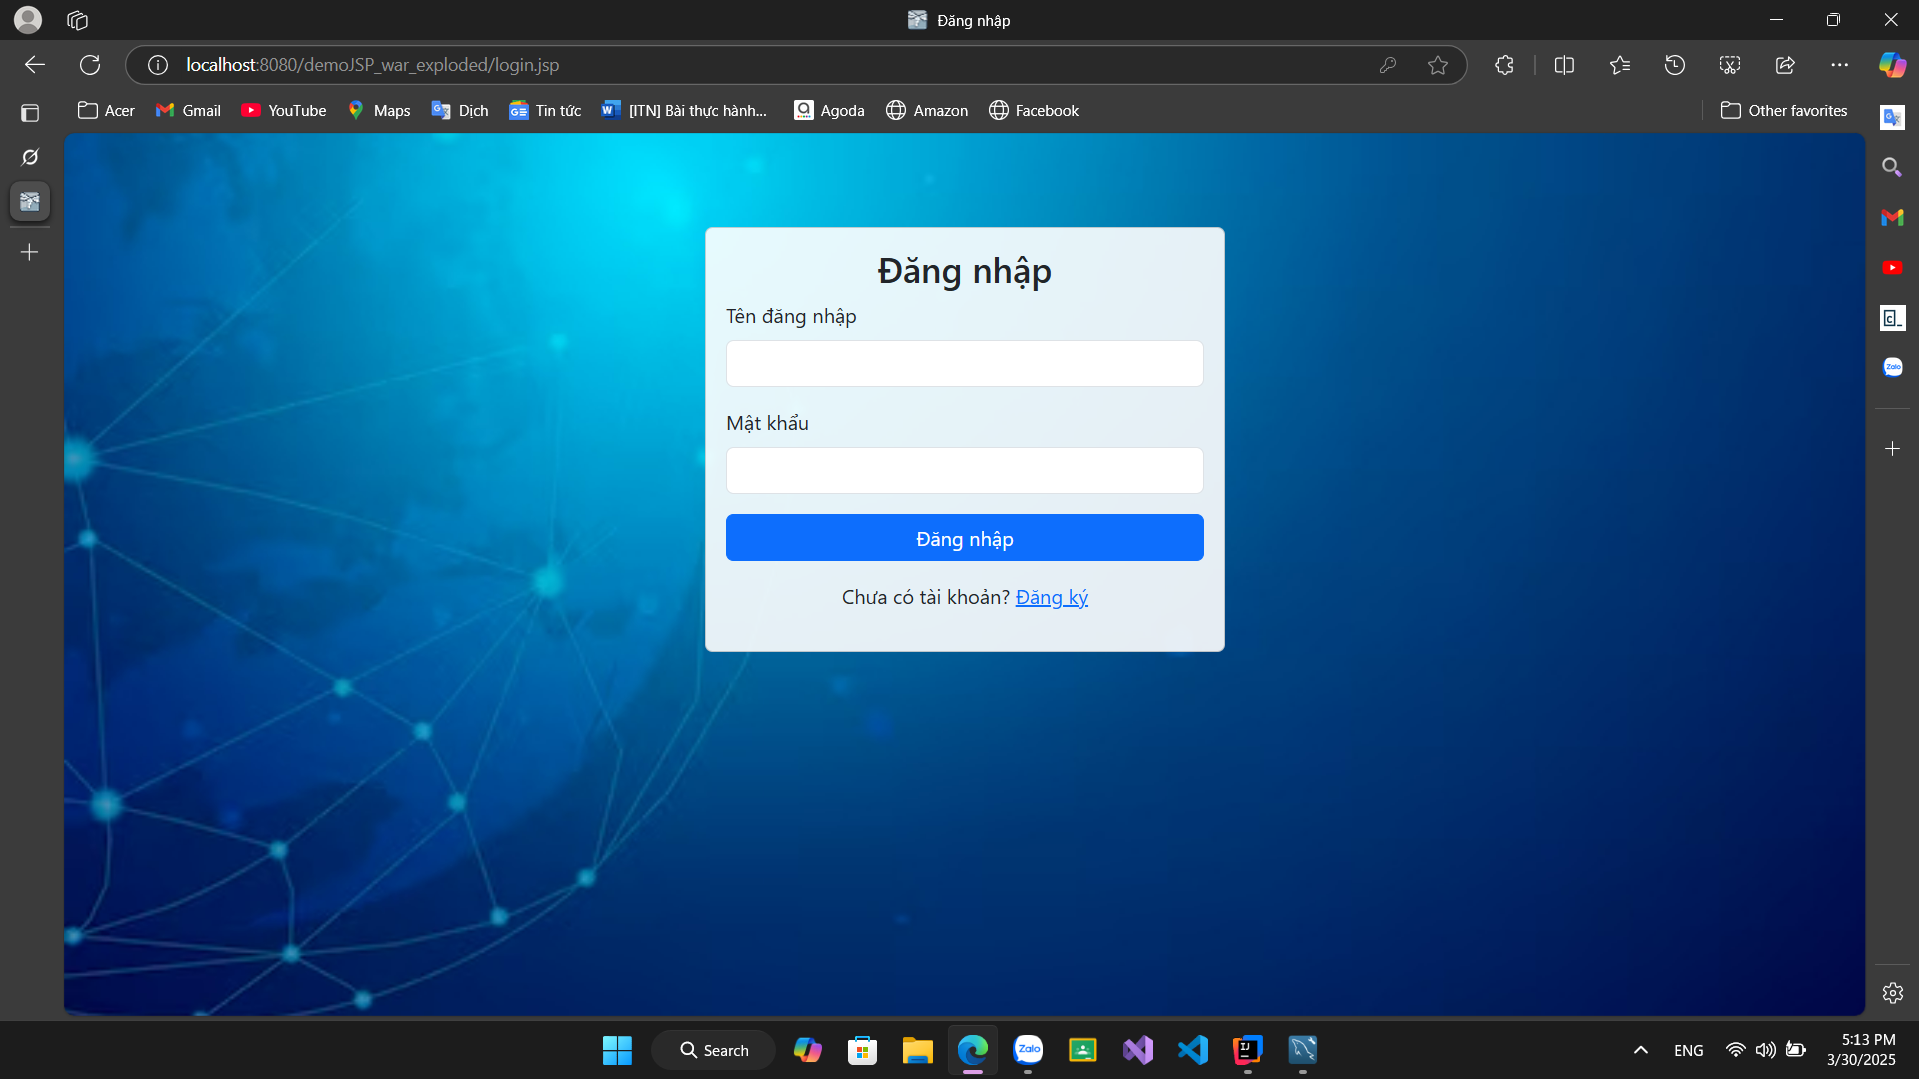 Đăng nhập
localhost:8080/demoJSP_war_exploded/login.jsp
Acer Gmail YouTube Maps Dịch Tin tức [ITN] Bài thực hành... Agoda Amazon Facebook Other favorites
Đăng nhập
Tên đăng nhập
Mật khẩu
Đăng nhập
Chưa có tài khoản? Đăng ký
Search
ENG
5:13 PM
3/30/2025